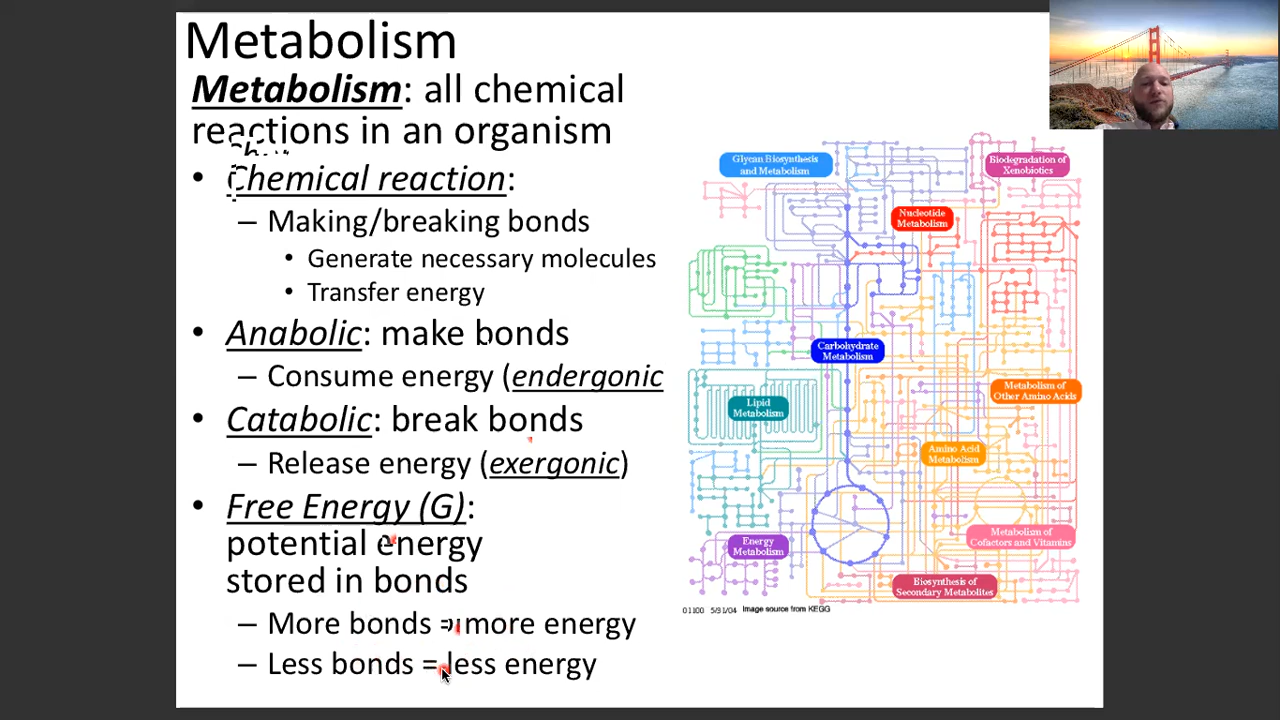 Metabolism
Metabolism: all chemical
reactions in an organism
• Chemical reaction:
– Making/breaking bonds
• Generate necessary molecules
• Transfer energy
• Anabolic: make bonds
– Consume energy (endergonic
• Catabolic: break bonds
– Release energy (exergonic)
• Free Energy (G):
potential energy
stored in bonds
– More bonds = more energy
– Less bonds = less energy
Glycan Biosynthesis
and Metabolism
Biodegradation of
Xenobiotics
Nucleotide
Metabolism
Carbohydrate
Metabolism
Metabolism of
Other Amino Acids
Lipid
Metabolism
Amino Acid
Metabolism
Metabolism of
Cofactors and Vitamins
Energy
Metabolism
Biosynthesis of
Secondary Metabolites
01100 5/31/04 Image source from KEGG